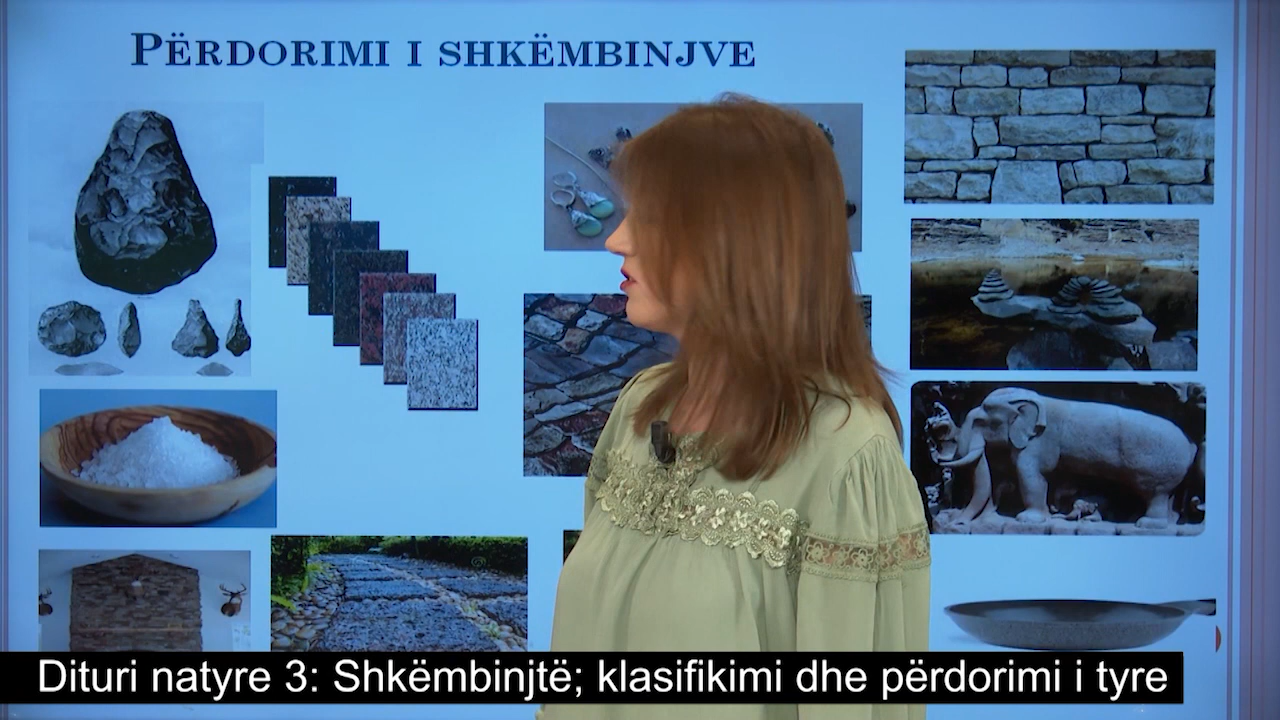 PËRDORIMI I SHKËMBINJVE
Dituri natyre 3: Shkëmbinjtë; klasifikimi dhe përdorimi i tyre